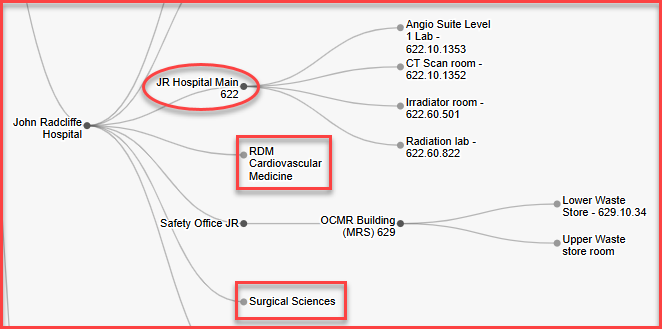 John Radcliffe
Hospital
JR Hospital Main
622
Angio Suite Level
1 Lab -
622.10.1353
CT Scan room -
622.10.1352
Irradiator room -
622.60.501
Radiation lab -
622.60.822
RDM
Cardiovascular
Medicine
Safety Office JR
OCMR Building
(MRS) 629
Lower Waste
Store - 629.10.34
Upper Waste
store room
Surgical Sciences